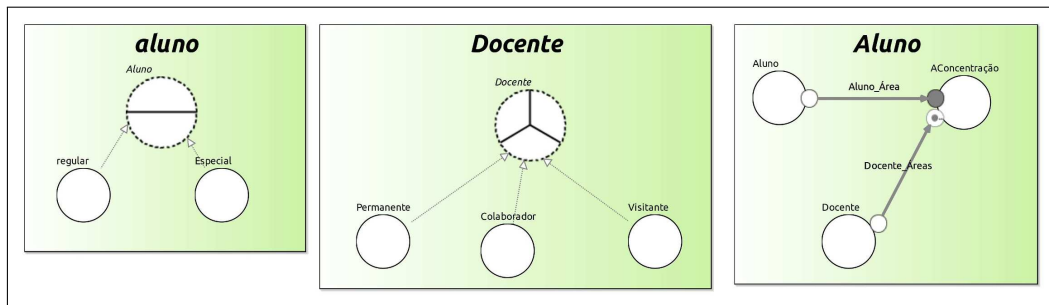 aluno
Aluno
regular
Especial
Docente
Docente
Permanente
Colaborador
Visitante
Aluno
Aluno
AConcentração
Aluno_Área
Docente_Áreas
Docente